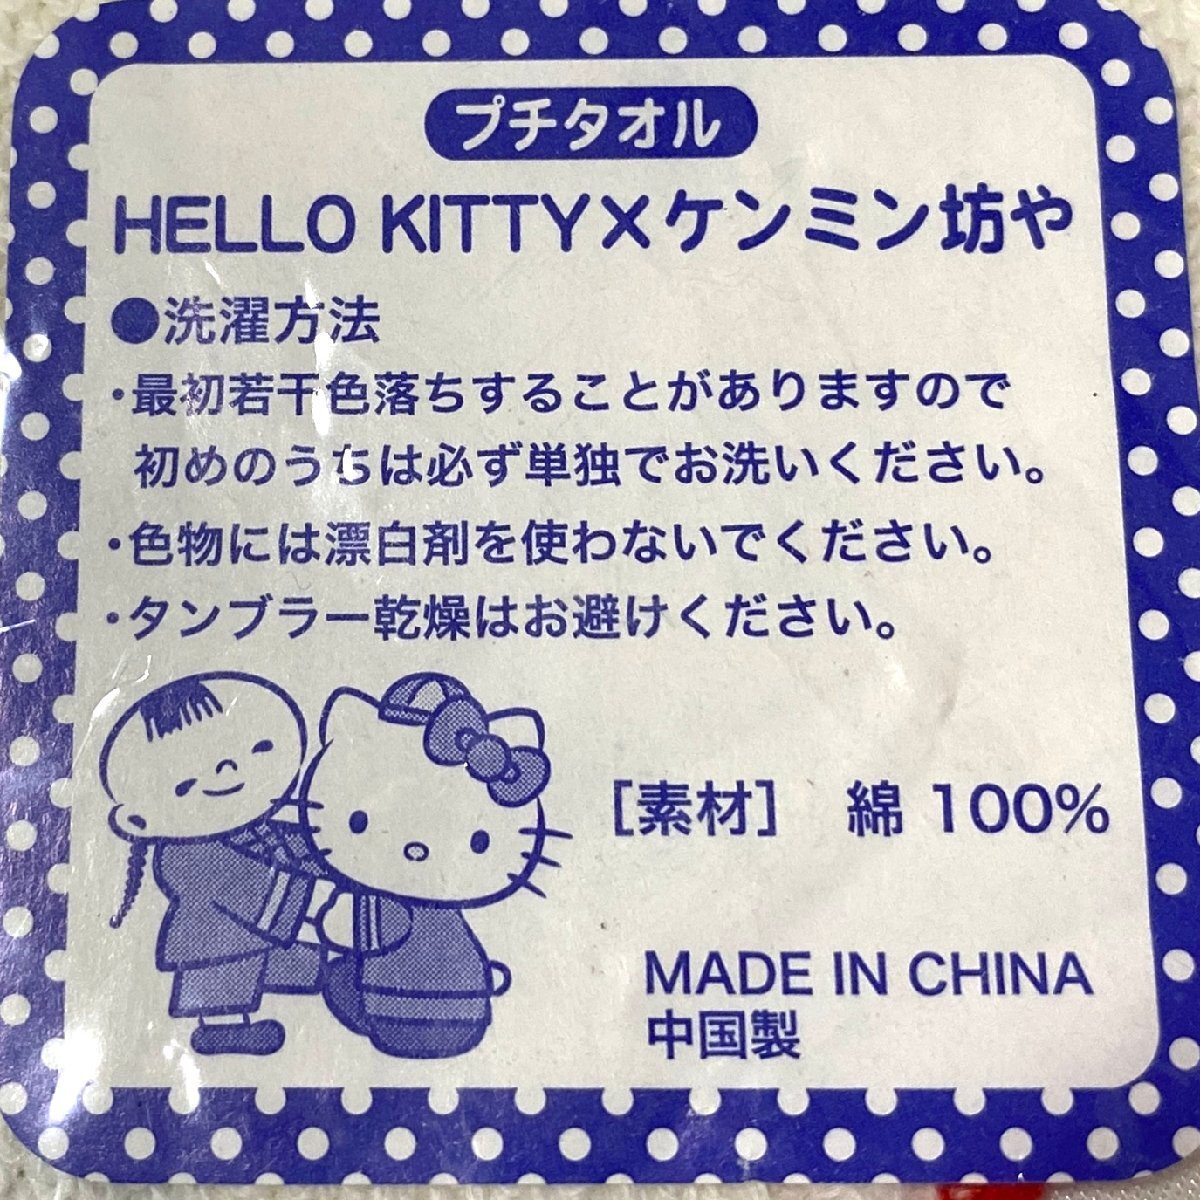 プチタオル
HELLO KITTY×ケンミン坊や
●洗濯方法
・最初若干色落ちすることがありますので
初めのうちは必ず単独でお洗いください。
・色物には漂白剤を使わないでください。
・タンブラー乾燥はお避けください。
［素材］ 綿 100%
MADE IN CHINA
中国製